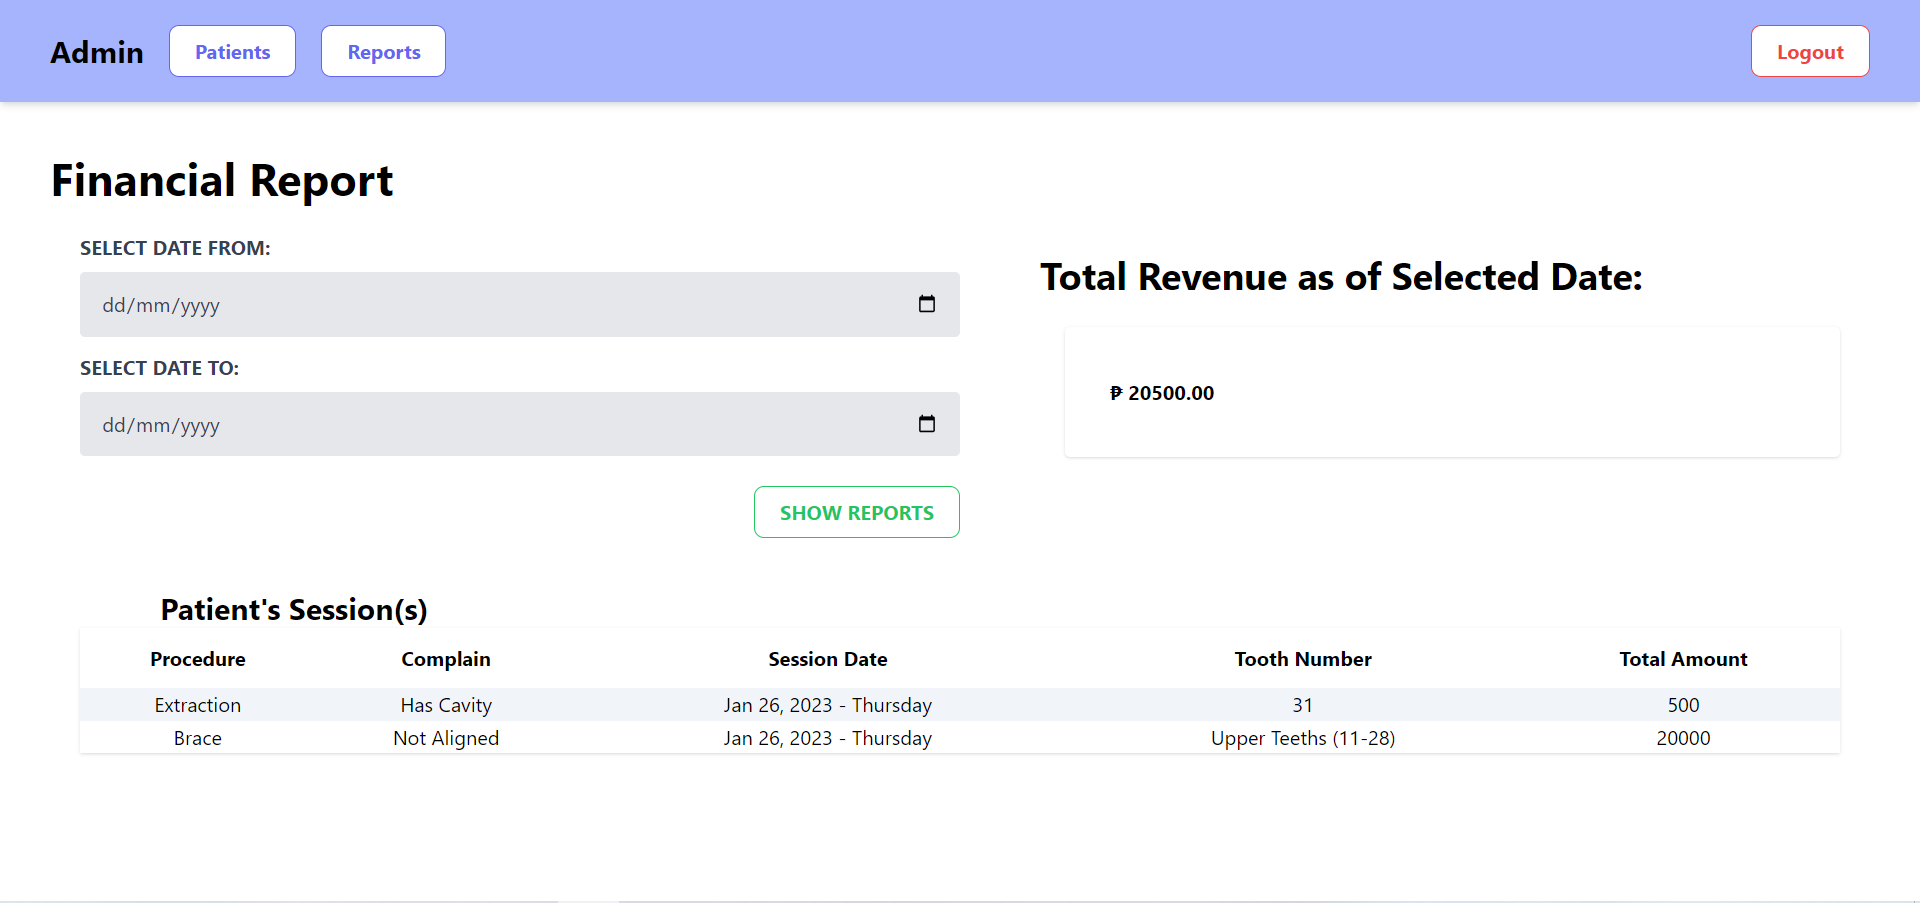 Admin Patients Reports Logout
Financial Report
SELECT DATE FROM:
dd/mm/yyyy
SELECT DATE TO:
dd/mm/yyyy
SHOW REPORTS
Total Revenue as of Selected Date:
₱ 20500.00
Patient's Session(s)
Procedure Complain Session Date Tooth Number Total Amount
Extraction Has Cavity Jan 26, 2023 - Thursday 31 500
Brace Not Aligned Jan 26, 2023 - Thursday Upper Teeths (11-28) 20000